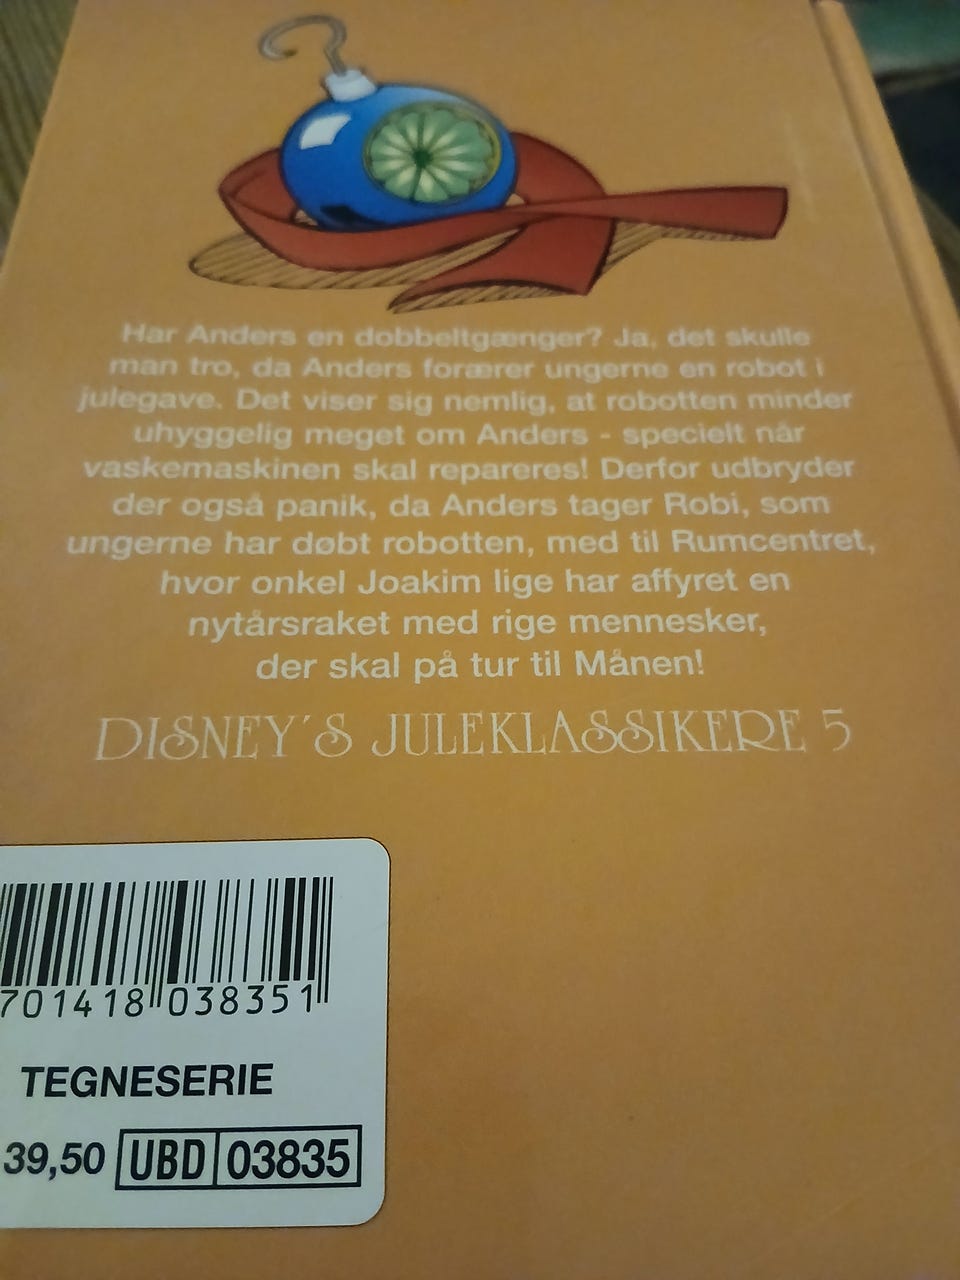 Har Anders en dobbeltgænger? Ja, det skulle
man tro, da Anders forærer ungerne en robot i
julegave. Det viser sig nemlig, at robotten minder
uhyggelig meget om Anders - specielt når
vaskemaskinen skal repareres! Derfor udbryder
der også panik, da Anders tager Robi, som
ungerne har døbt robotten, med til Rumcentret,
hvor onkel Joakim lige har affyret en
nytårsraket med rige mennesker,
der skal på tur til Månen!
DISNEY´S JULEKLASSIKERE 5
701418 038351
TEGNESERIE
39,50 UBD 03835